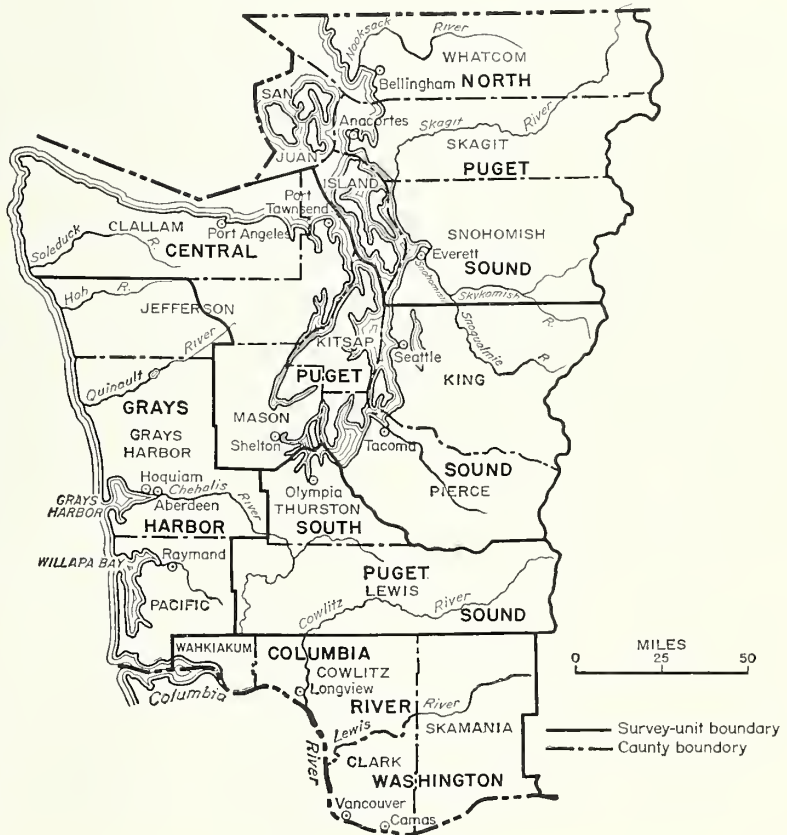 Nooksack River
WHATCOM
Bellingham NORTH
SAN
JUAN
Anacortes
Skagit River
SKAGIT
PUGET
ISLAND
Port
Townsend
CLALLAM
Port Angeles
CENTRAL
Soleduck R.
SNOHOMISH
Everett
SOUND
Snohomish
Skykomish R.
Snoqualmie R.
Hoh R.
JEFFERSON
KITSAP
Seattle
KING
PUGET
Quinault River
GRAYS
GRAYS
HARBOR
MASON
Shelton
Tacoma
SOUND
PIERCE
Hoquiam
Chehalis River
Aberdeen
GRAYS
HARBOR
HARBOR
Olympia
THURSTON
SOUTH
WILLAPA BAY
Raymand
PACIFIC
PUGET
LEWIS
Cowlitz River
SOUND
WAHKIAKUM
COLUMBIA
COWLITZ
Longview
RIVER
Columbia River
Lewis River
SKAMANIA
CLARK
WASHINGTON
Vancouver
Camas
MILES
0 25 50
Survey-unit boundary
Caunty boundory